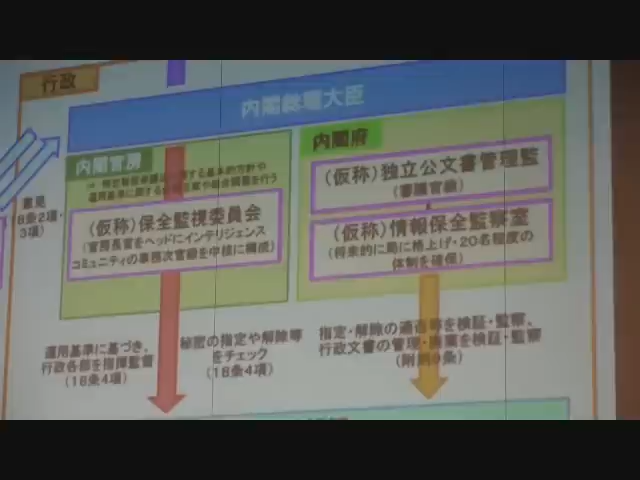 行政
内閣総理大臣
内閣官房
意見
18条2項・
3項)
(仮称)保全監視委員会
(官房長官をヘッドにインテリジェンス
コミュニティの事務次官級を中核に構成)
内閣府
(仮称)独立公文書管理監
(審議官級)
(仮称)情報保全監察室
(将来的に局に格上げ・20名程度の
体制を確保)
運用基準に基づき、
行政各部を指揮監督
(18条4項)
秘密の指定や解除等
をチェック
(18条4項)
指定・解除の適否等を検証・監察、
行政文書の管理・廃棄を検証・監察
(附則9条)